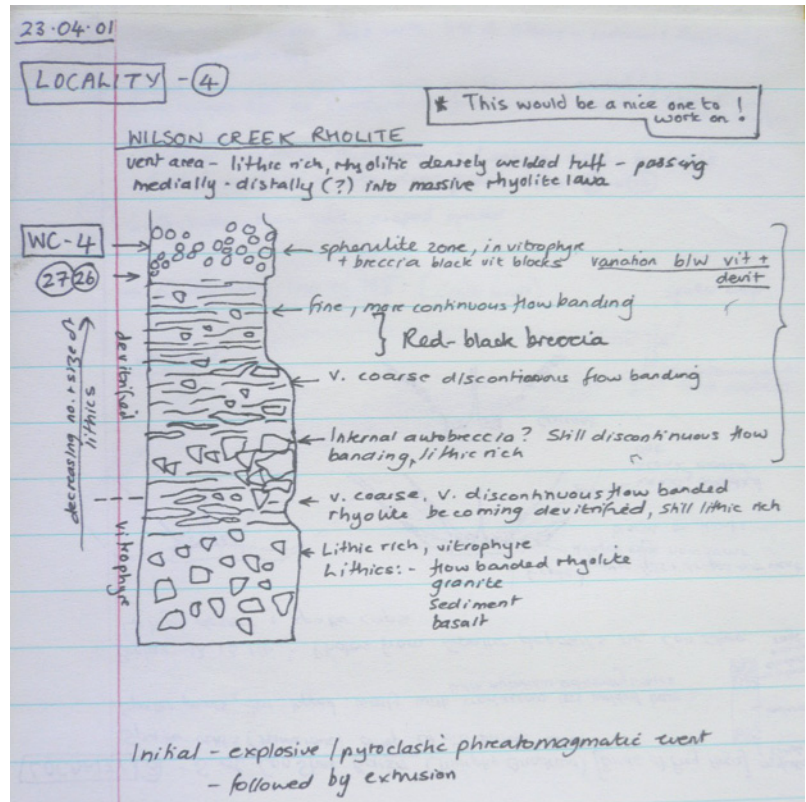 23.04.01
LOCALITY - 4
* This would be a nice one to
work on !
WILSON CREEK RHOLITE
vent area - lithic rich, rhyolitic densely welded tuff - passing
medially - distally (?) into massive rhyolite lava
WC-4
27 26
spherulite zone, in vitrophyre
+ breccia black vit blocks variation b/w vit +
devit
fine, more continuous flow banding
Red-black breccia
v. coarse discontinous flow banding
Internal autobreccia? Still discontinuous flow
banding, lithic rich
v. coarse, v. discontinuous flow banded
rhyolite becoming devitrified, still lithic rich
Lithic rich, vitrophyre
Lithics:- flow banded rhyolite
granite
sediment
basalt
decreasing no. + size of
lithics
devitrified
vitrophyre
Initial - explosive / pyroclastic phreatomagmatic event
- followed by extrusion